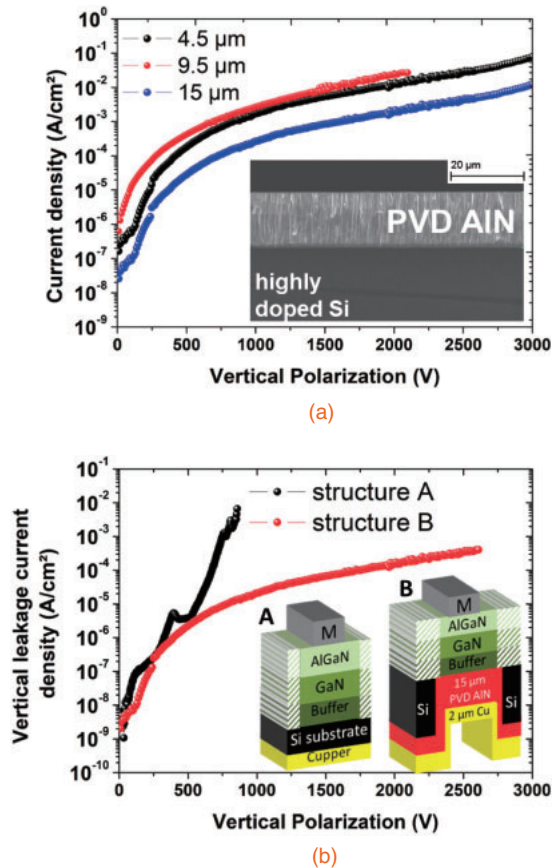 10⁰
10⁻¹
10⁻²
10⁻³
10⁻⁴
10⁻⁵
10⁻⁶
10⁻⁷
10⁻⁸
10⁻⁹
Current density (A/cm²)
4.5 µm
9.5 µm
15 µm
20 µm
PVD AlN
highly
doped Si
0 500 1000 1500 2000 2500 3000
Vertical Polarization (V)
(a)
10⁻¹
10⁻²
10⁻³
10⁻⁴
10⁻⁵
10⁻⁶
10⁻⁷
10⁻⁸
10⁻⁹
10⁻¹⁰
Vertical leakage current
density (A/cm²)
structure A
structure B
A
M
AlGaN
GaN
Buffer
Si substrate
Cupper
B
M
AlGaN
GaN
Buffer
Si
15 µm
PVD AlN
2 µm Cu
Si
0 500 1000 1500 2000 2500 3000
Vertical Polarization (V)
(b)